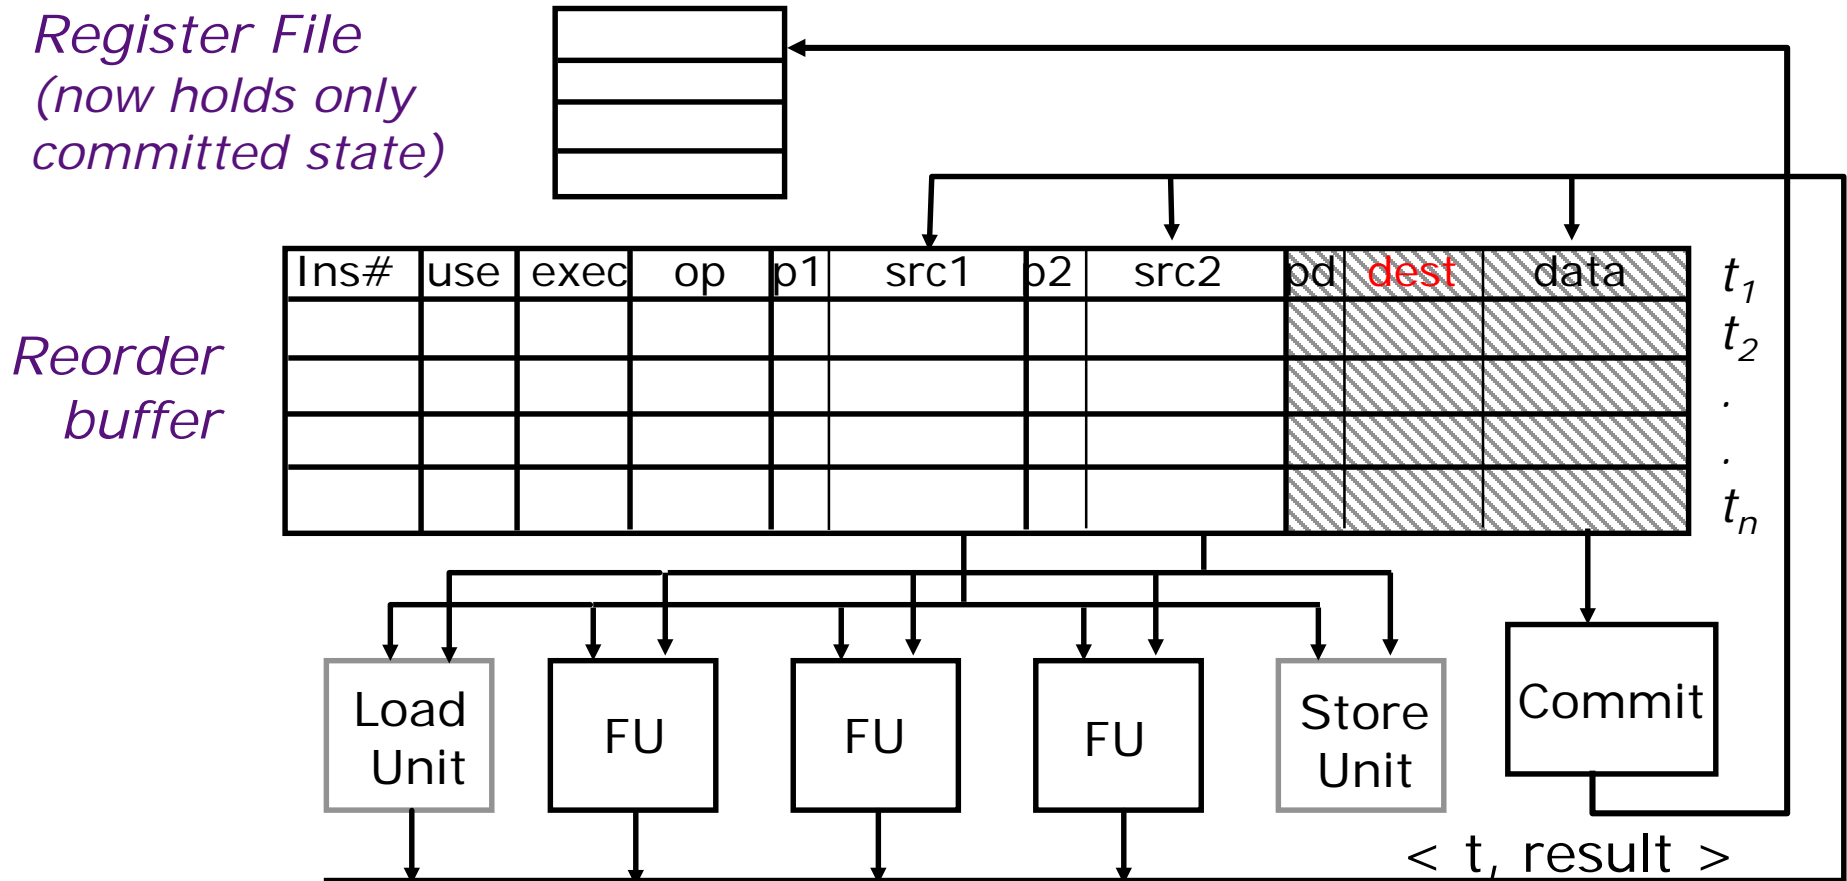 Register File
(now holds only
committed state)
Ins# use exec op p1 src1 p2 src2 pd dest data
t1
t2
.
.
tn
Reorder
buffer
Load
Unit
FU
FU
FU
Store
Unit
Commit
< t, result >